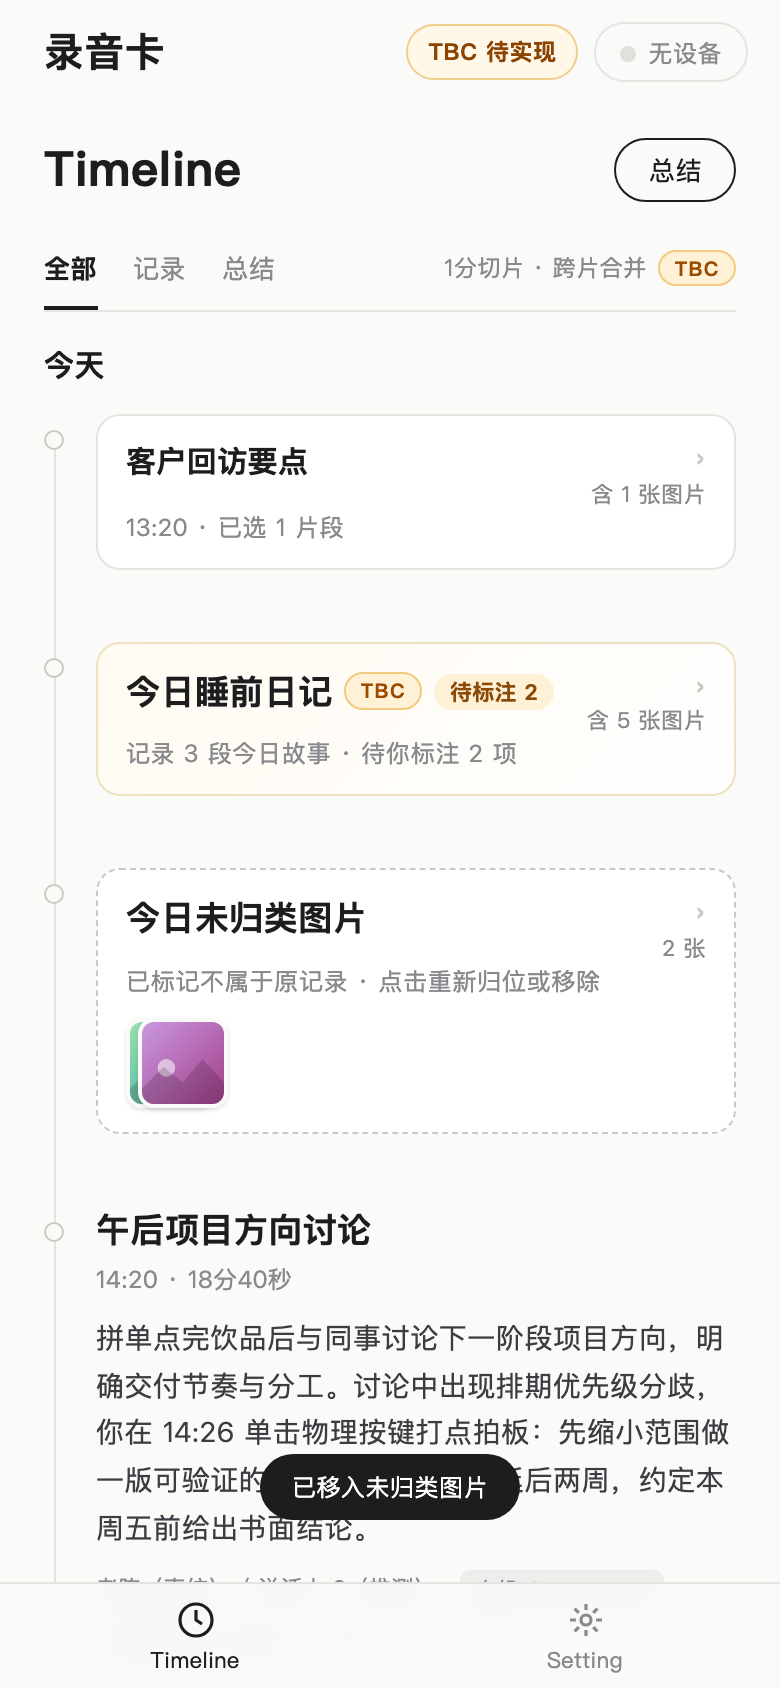 录音卡
TBC 待实现
无设备
Timeline
总结
全部 记录 总结
1分切片 · 跨片合并 TBC
今天
客户回访要点
›
含 1 张图片
13:20 · 已选 1 片段
今日睡前日记 TBC 待标注 2
›
含 5 张图片
记录 3 段今日故事 · 待你标注 2 项
今日未归类图片
›
2 张
已标记不属于原记录 · 点击重新归位或移除
午后项目方向讨论
14:20 · 18分40秒
拼单点完饮品后与同事讨论下一阶段项目方向，明
确交付节奏与分工。讨论中出现排期优先级分歧，
你在 14:26 单击物理按键打点拍板：先缩小范围做
一版可验证的
后两周，约定本
已移入未归类图片
周五前给出书面结论。
Timeline
Setting